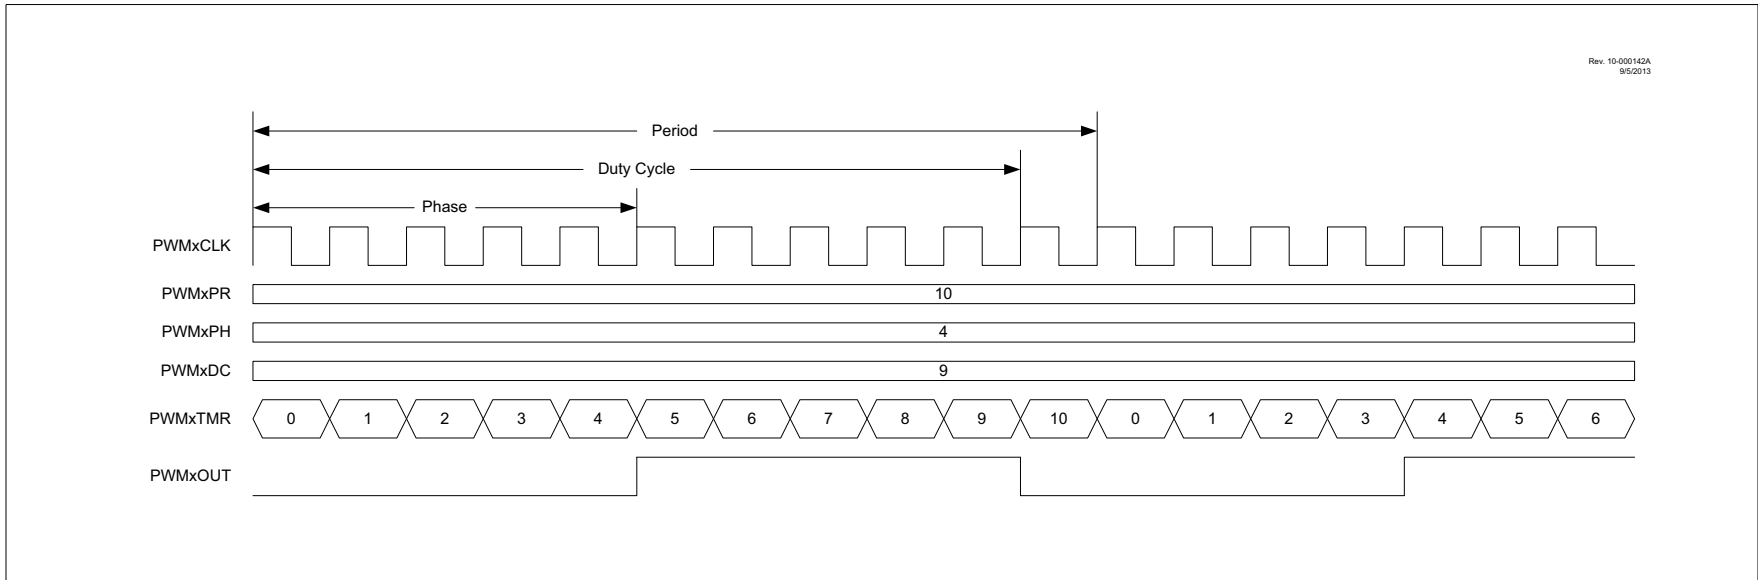 Rev. 10-000142A
9/5/2013
Period
Duty Cycle
Phase
PWMxCLK
PWMxPR 10
PWMxPH 4
PWMxDC 9
PWMxTMR 0 1 2 3 4 5 6 7 8 9 10 0 1 2 3 4 5 6
PWMxOUT